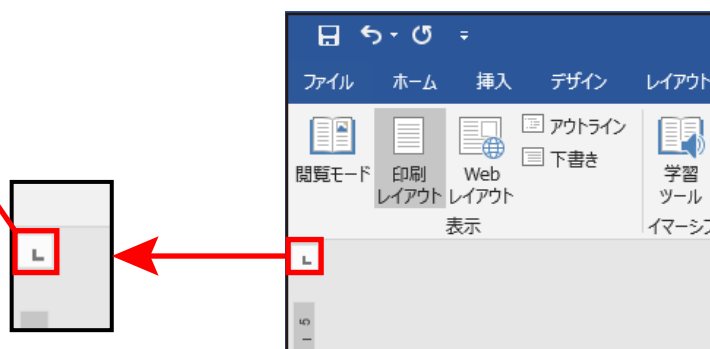 ファイル ホーム 挿入 デザイン レイアウト
アウトライン
下書き
閲覧モード 印刷 レイアウト Web レイアウト 学習 ツール
表示 イマーシブ
5